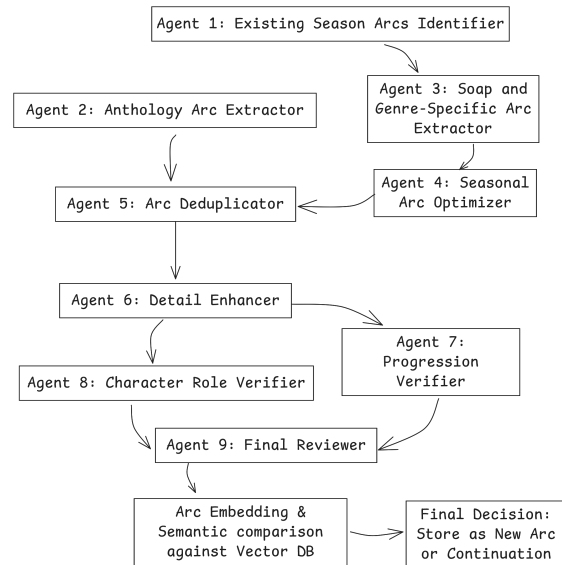 Agent 1: Existing Season Arcs Identifier
Agent 2: Anthology Arc Extractor
Agent 3: Soap and
Genre-Specific Arc
Extractor
Agent 4: Seasonal
Arc Optimizer
Agent 5: Arc Deduplicator
Agent 6: Detail Enhancer
Agent 7:
Progression
Verifier
Agent 8: Character Role Verifier
Agent 9: Final Reviewer
Arc Embedding &
Semantic comparison
against Vector DB
Final Decision:
Store as New Arc
or Continuation